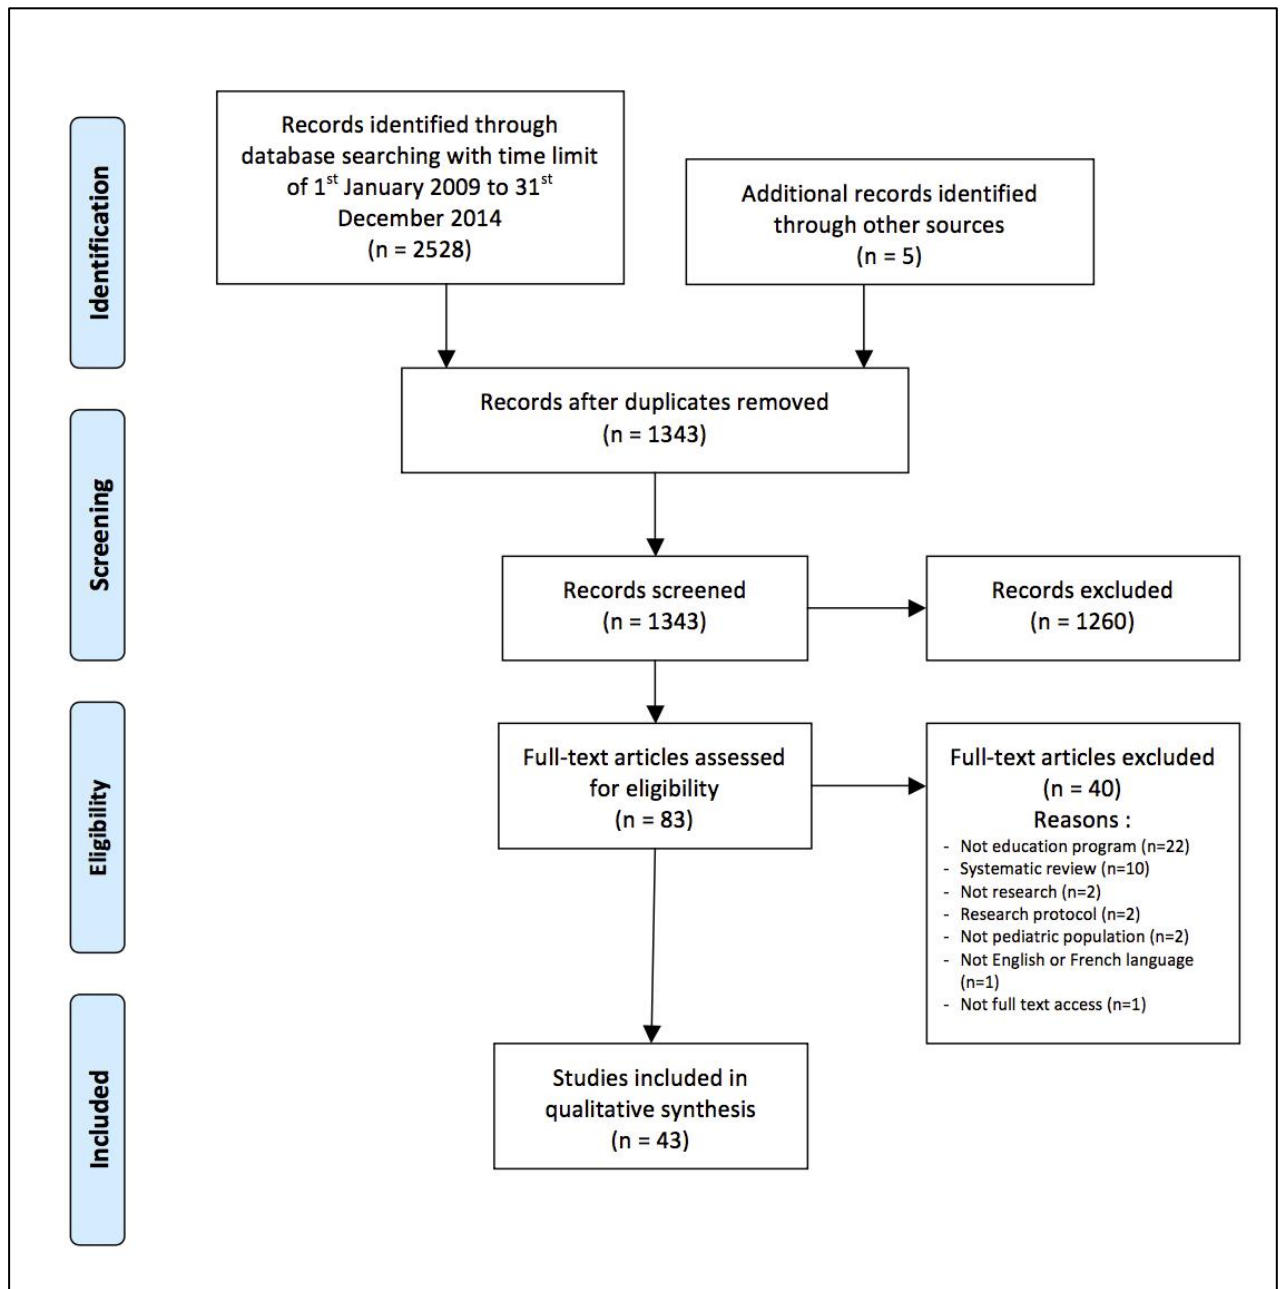 Identification
Records identified through
database searching with time limit
of 1st January 2009 to 31st
December 2014
(n = 2528)
Additional records identified
through other sources
(n = 5)
Records after duplicates removed
(n = 1343)
Screening
Records screened
(n = 1343)
Records excluded
(n = 1260)
Eligibility
Full-text articles assessed
for eligibility
(n = 83)
Full-text articles excluded
(n = 40)
Reasons :
- Not education program (n=22)
- Systematic review (n=10)
- Not research (n=2)
- Research protocol (n=2)
- Not pediatric population (n=2)
- Not English or French language
(n=1)
- Not full text access (n=1)
Included
Studies included in
qualitative synthesis
(n = 43)